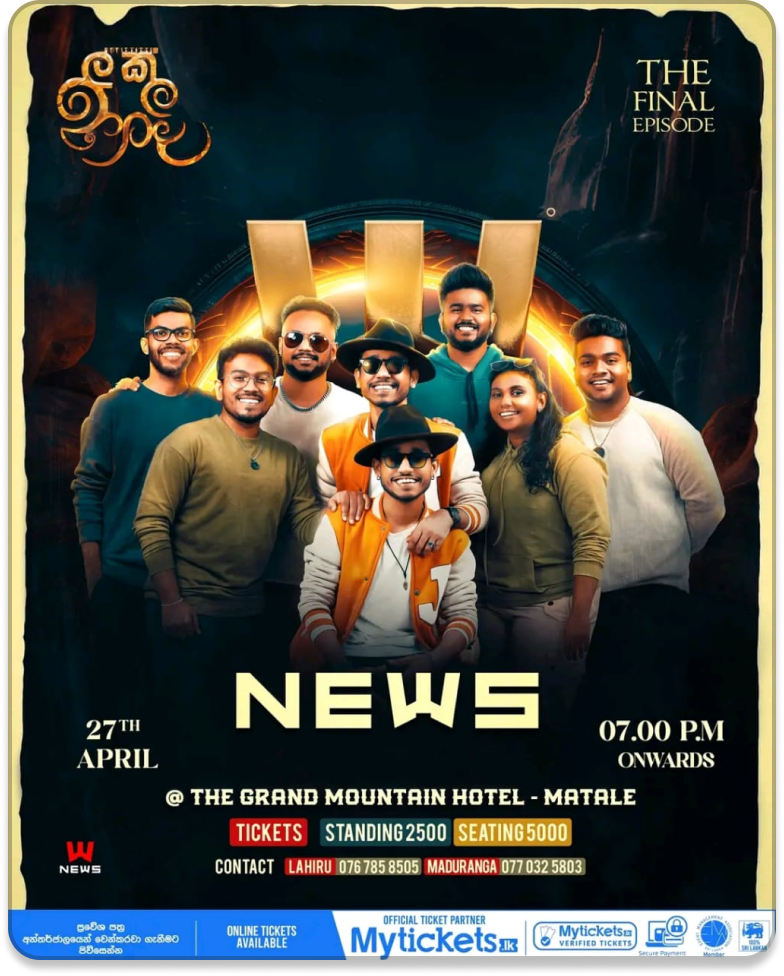 THE
FINAL
EPISODE
NEWS
27TH
APRIL
07.00 P.M
ONWARDS
@ THE GRAND MOUNTAIN HOTEL - MATALE
TICKETS STANDING 2500 SEATING 5000
CONTACT LAHIRU 076 785 8505 MADURANGA 077 032 5803
NEWS
ප්‍රවේශ පත්‍ර
අන්තර්ජාලයෙන් වෙන්කරවා ගැනීමට
පිවිසෙන්න
ONLINE TICKETS
AVAILABLE
OFFICIAL TICKET PARTNER
Mytickets.LK
Mytickets.LK
VERIFIED TICKETS
Secure Payment
Member
100%
SRI LANKAN